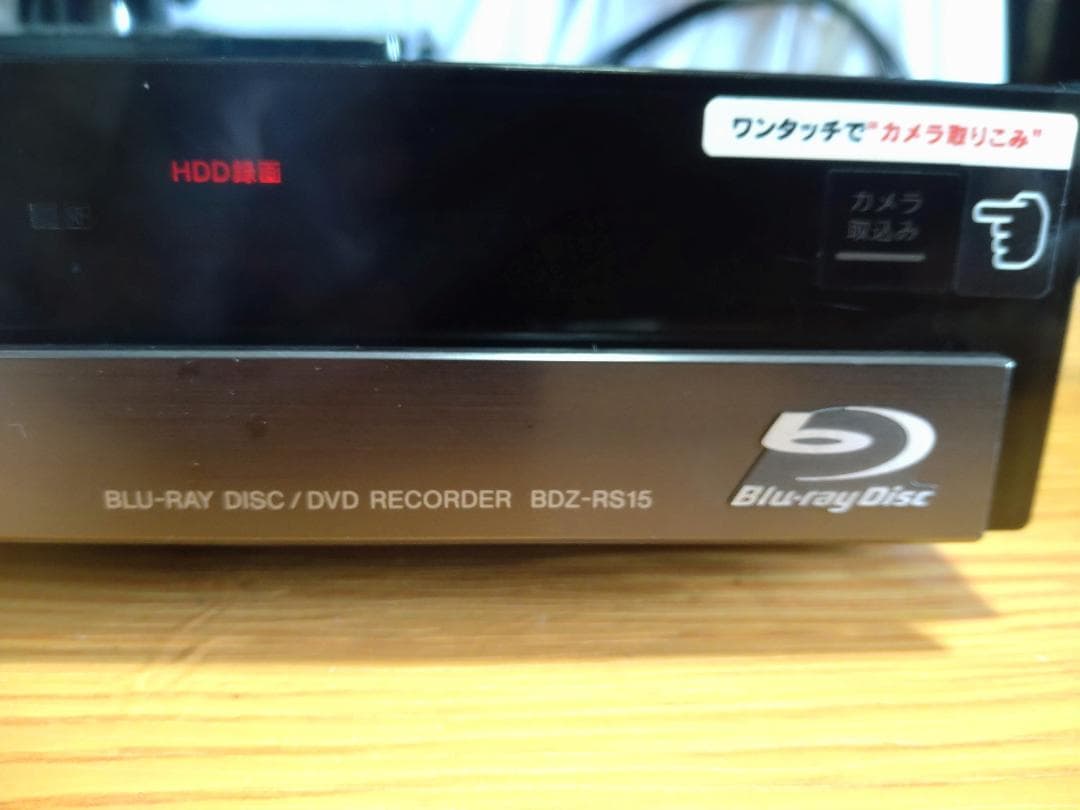 ワンタッチで"カメラ取りこみ"
HDD録画
カメラ
取込み
BLU-RAY DISC/DVD RECORDER BDZ-RS15
Blu-ray Disc